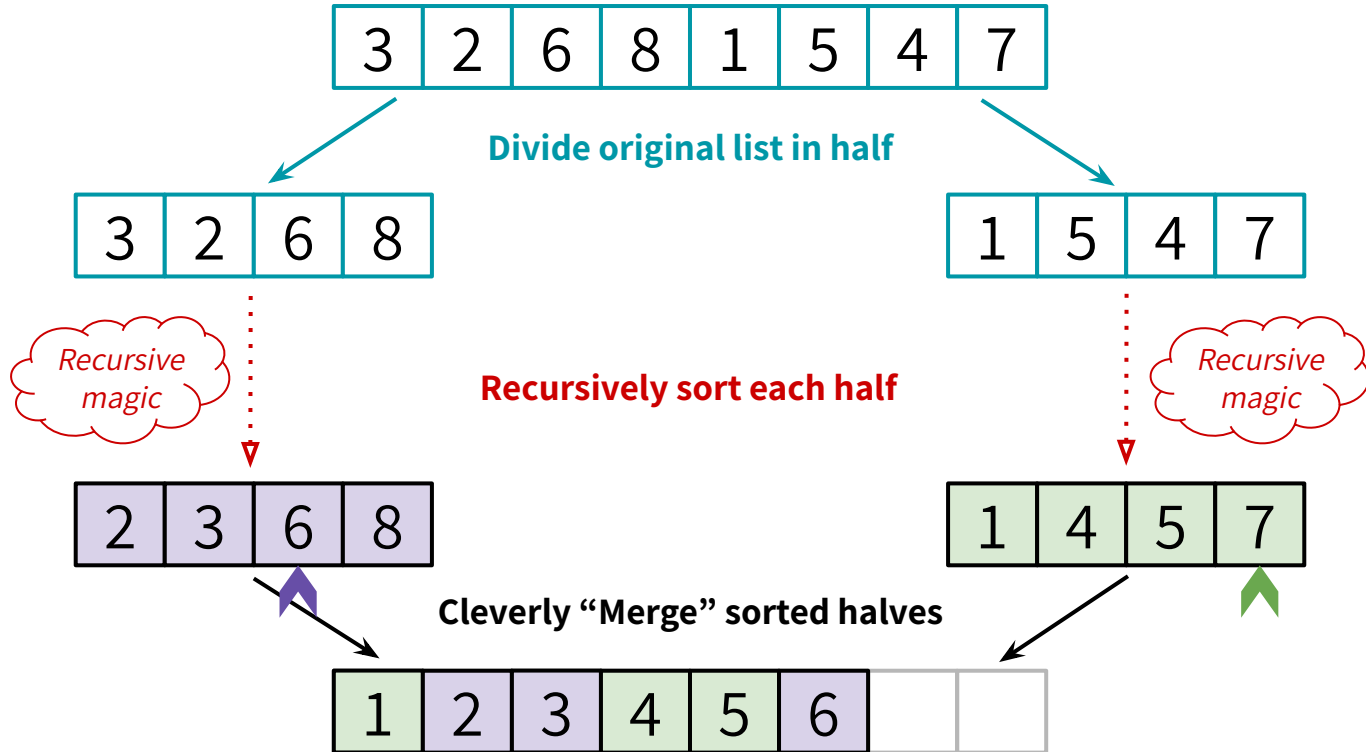 3 2 6 8 1 5 4 7
Divide original list in half
3 2 6 8
1 5 4 7
Recursive
magic
Recursively sort each half
Recursive
magic
2 3 6 8
1 4 5 7
Cleverly “Merge” sorted halves
1 2 3 4 5 6